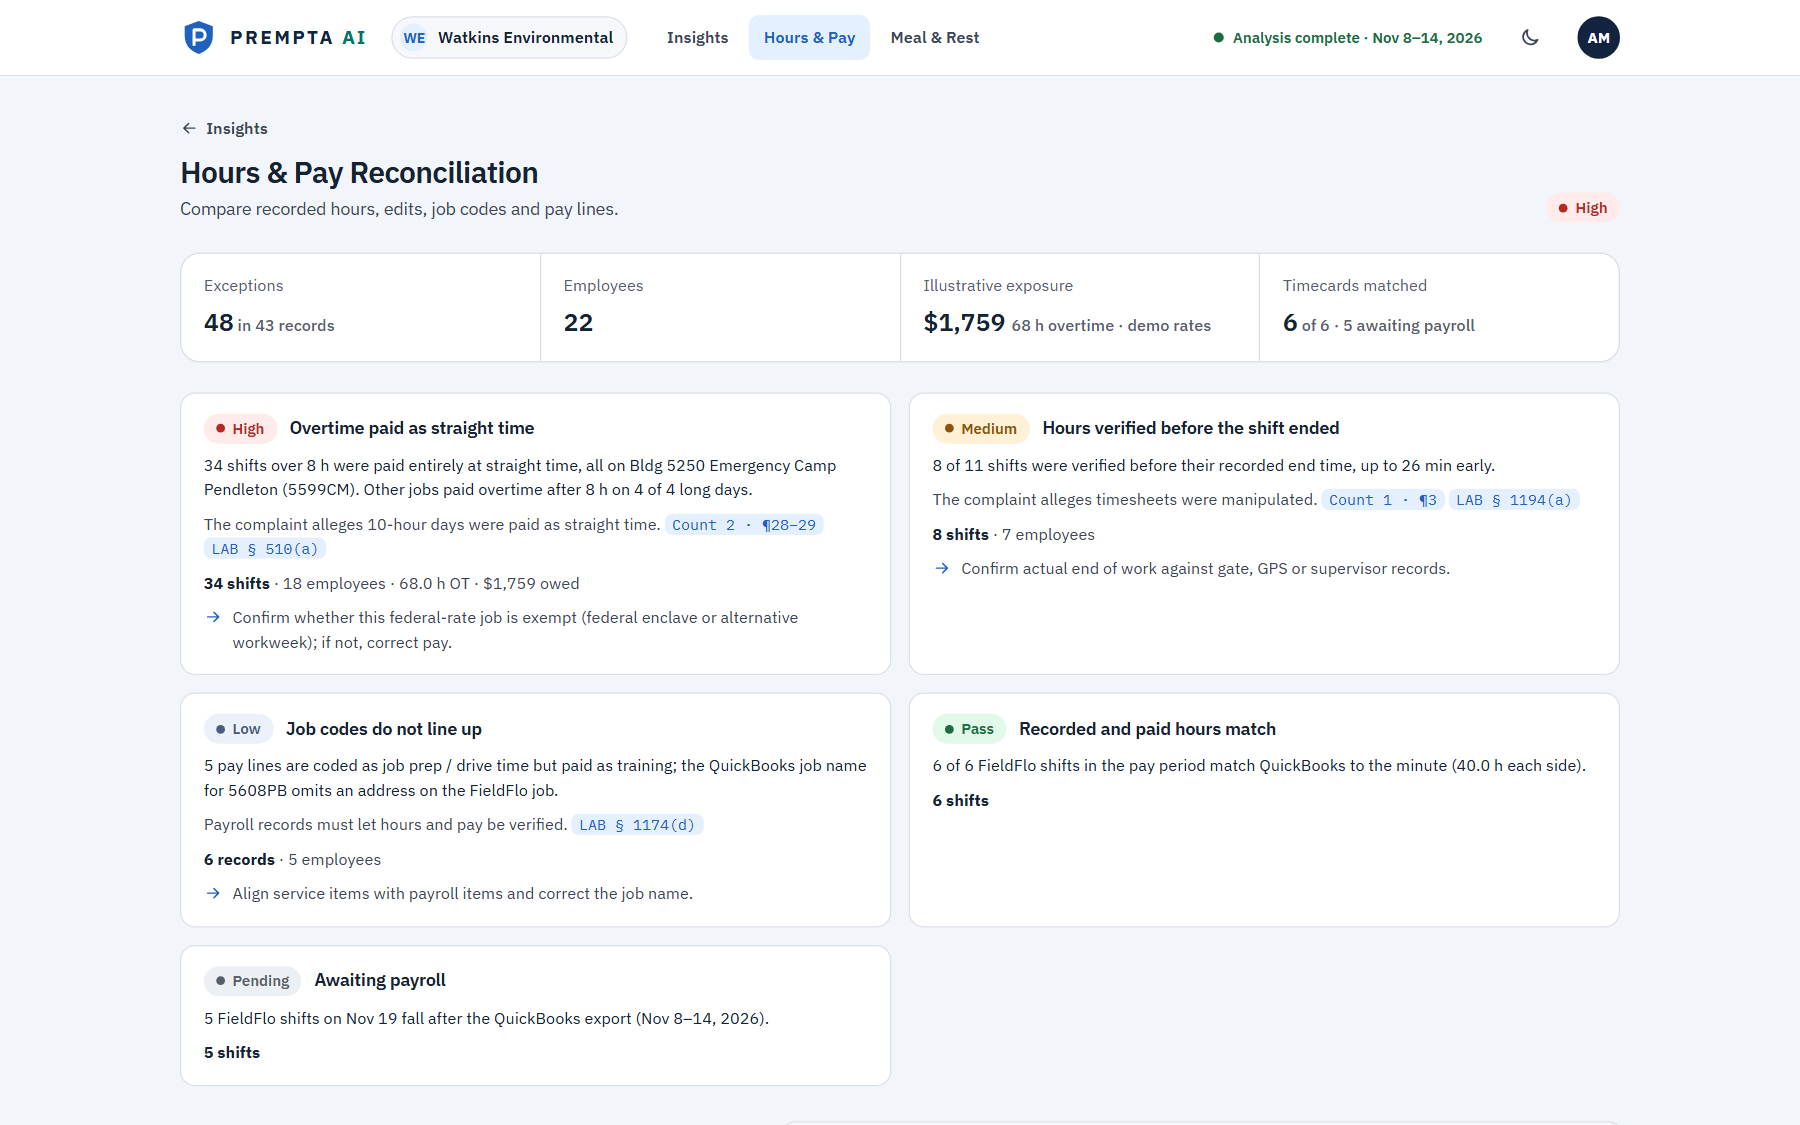 PREMPTA AI
WE Watkins Environmental
Insights
Hours & Pay
Meal & Rest
Analysis complete · Nov 8–14, 2026
AM
← Insights
Hours & Pay Reconciliation
Compare recorded hours, edits, job codes and pay lines.
High
Exceptions
48 in 43 records
Employees
22
Illustrative exposure
$1,759 68 h overtime · demo rates
Timecards matched
6 of 6 · 5 awaiting payroll
High Overtime paid as straight time
34 shifts over 8 h were paid entirely at straight time, all on Bldg 5250 Emergency Camp
Pendleton (5599CM). Other jobs paid overtime after 8 h on 4 of 4 long days.
The complaint alleges 10-hour days were paid as straight time. Count 2 · ¶28–29
LAB § 510(a)
34 shifts · 18 employees · 68.0 h OT · $1,759 owed
→ Confirm whether this federal-rate job is exempt (federal enclave or alternative
workweek); if not, correct pay.
Medium Hours verified before the shift ended
8 of 11 shifts were verified before their recorded end time, up to 26 min early.
The complaint alleges timesheets were manipulated. Count 1 · ¶3 LAB § 1194(a)
8 shifts · 7 employees
→ Confirm actual end of work against gate, GPS or supervisor records.
Low Job codes do not line up
5 pay lines are coded as job prep / drive time but paid as training; the QuickBooks job name
for 5608PB omits an address on the FieldFlo job.
Payroll records must let hours and pay be verified. LAB § 1174(d)
6 records · 5 employees
→ Align service items with payroll items and correct the job name.
Pass Recorded and paid hours match
6 of 6 FieldFlo shifts in the pay period match QuickBooks to the minute (40.0 h each side).
6 shifts
Pending Awaiting payroll
5 FieldFlo shifts on Nov 19 fall after the QuickBooks export (Nov 8–14, 2026).
5 shifts